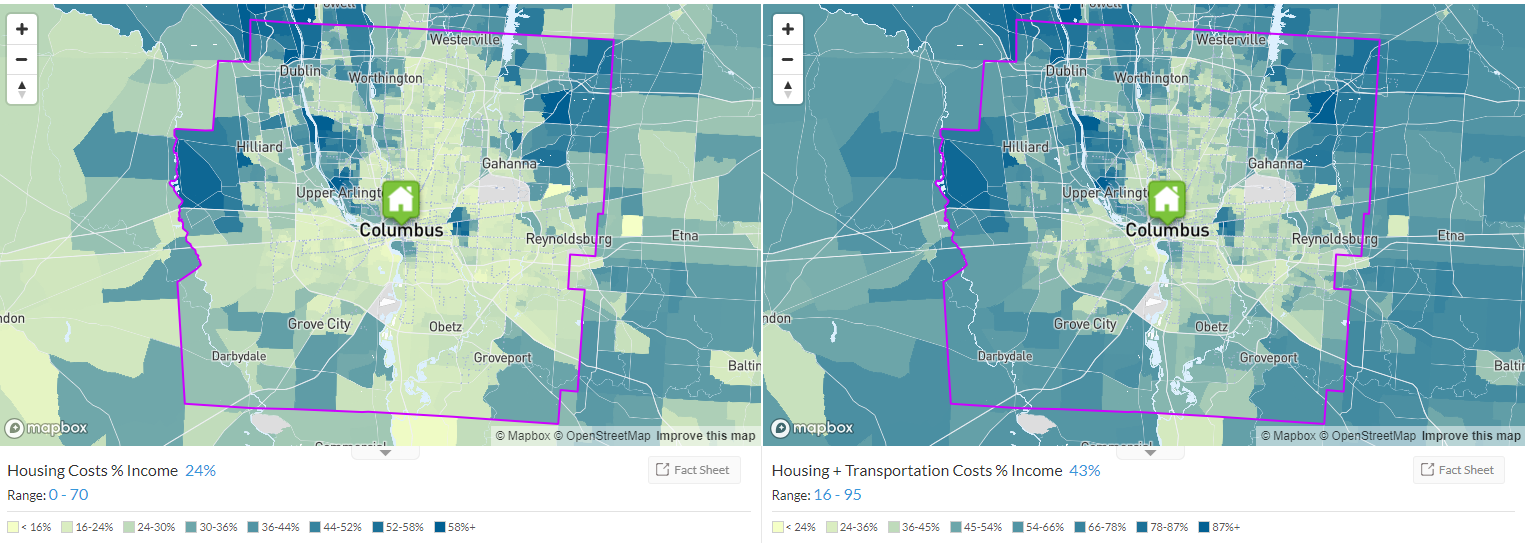 Powell
Westerville
Dublin
Worthington
Hilliard
Gahanna
Upper Arlingt
Columbus
Reynoldsburg
Etna
ndon
Grove City
Obetz
Darbydale
Groveport
Baltin
mapbox
Commercial
© Mapbox © OpenStreetMap Improve this map
Housing Costs % Income 24%
Fact Sheet
Range: 0 - 70
< 16% 16-24% 24-30% 30-36% 36-44% 44-52% 52-58% 58%+
Powell
Westerville
Dublin
Worthington
Hilliard
Gahanna
Upper Arlingt
Columbus
Reynoldsburg
Etna
ndon
Grove City
Obetz
Darbydale
Groveport
Baltin
mapbox
Commercial
© Mapbox © OpenStreetMap Improve this map
Housing + Transportation Costs % Income 43%
Fact Sheet
Range: 16 - 95
< 24% 24-36% 36-45% 45-54% 54-66% 66-78% 78-87% 87%+